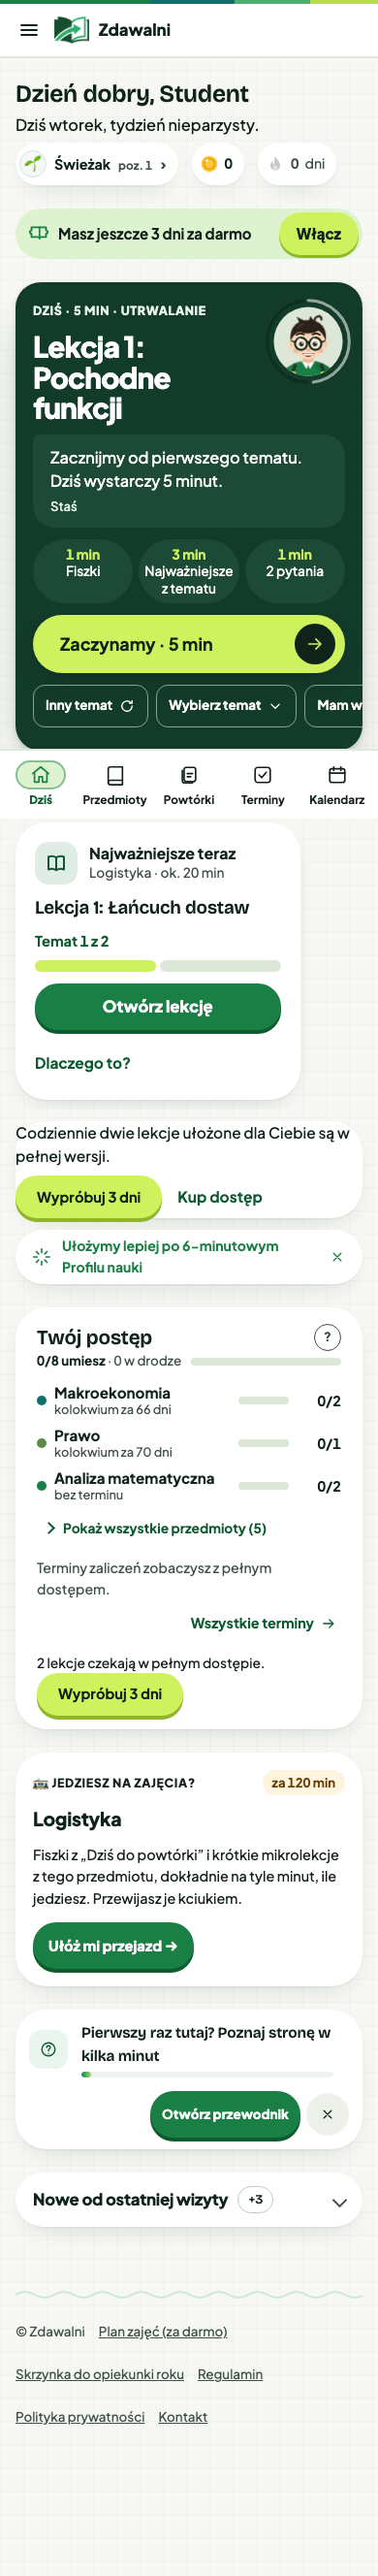 Zdawalni
Dzień dobry, Student
Dziś wtorek, tydzień nieparzysty.
Świeżak poz. 1 ›
0
0 dni
Masz jeszcze 3 dni za darmo
Włącz
DZIŚ · 5 MIN · UTRWALANIE
Lekcja 1:
Pochodne
funkcji
Zacznijmy od pierwszego tematu.
Dziś wystarczy 5 minut.
Staś
1 min
Fiszki
3 min
Najważniejsze
z tematu
1 min
2 pytania
Zaczynamy · 5 min
Inny temat
Wybierz temat
Mam w
Dziś
Przedmioty
Powtórki
Terminy
Kalendarz
Najważniejsze teraz
Logistyka · ok. 20 min
Lekcja 1: Łańcuch dostaw
Temat 1 z 2
Otwórz lekcję
Dlaczego to?
Codziennie dwie lekcje ułożone dla Ciebie są w
pełnej wersji.
Wypróbuj 3 dni
Kup dostęp
Ułożymy lepiej po 6-minutowym
Profilu nauki
Twój postęp
?
0/8 umiesz · 0 w drodze
Makroekonomia
kolokwium za 66 dni
0/2
Prawo
kolokwium za 70 dni
0/1
Analiza matematyczna
bez terminu
0/2
Pokaż wszystkie przedmioty (5)
Terminy zaliczeń zobaczysz z pełnym
dostępem.
Wszystkie terminy →
2 lekcje czekają w pełnym dostępie.
Wypróbuj 3 dni
JEDZIESZ NA ZAJĘCIA?
za 120 min
Logistyka
Fiszki z „Dziś do powtórki” i krótkie mikrolekcje
z tego przedmiotu, dokładnie na tyle minut, ile
jedziesz. Przewijasz je kciukiem.
Ułóż mi przejazd →
Pierwszy raz tutaj? Poznaj stronę w
kilka minut
Otwórz przewodnik
Nowe od ostatniej wizyty
+3
© Zdawalni
Plan zajęć (za darmo)
Skrzynka do opiekunki roku
Regulamin
Polityka prywatności
Kontakt